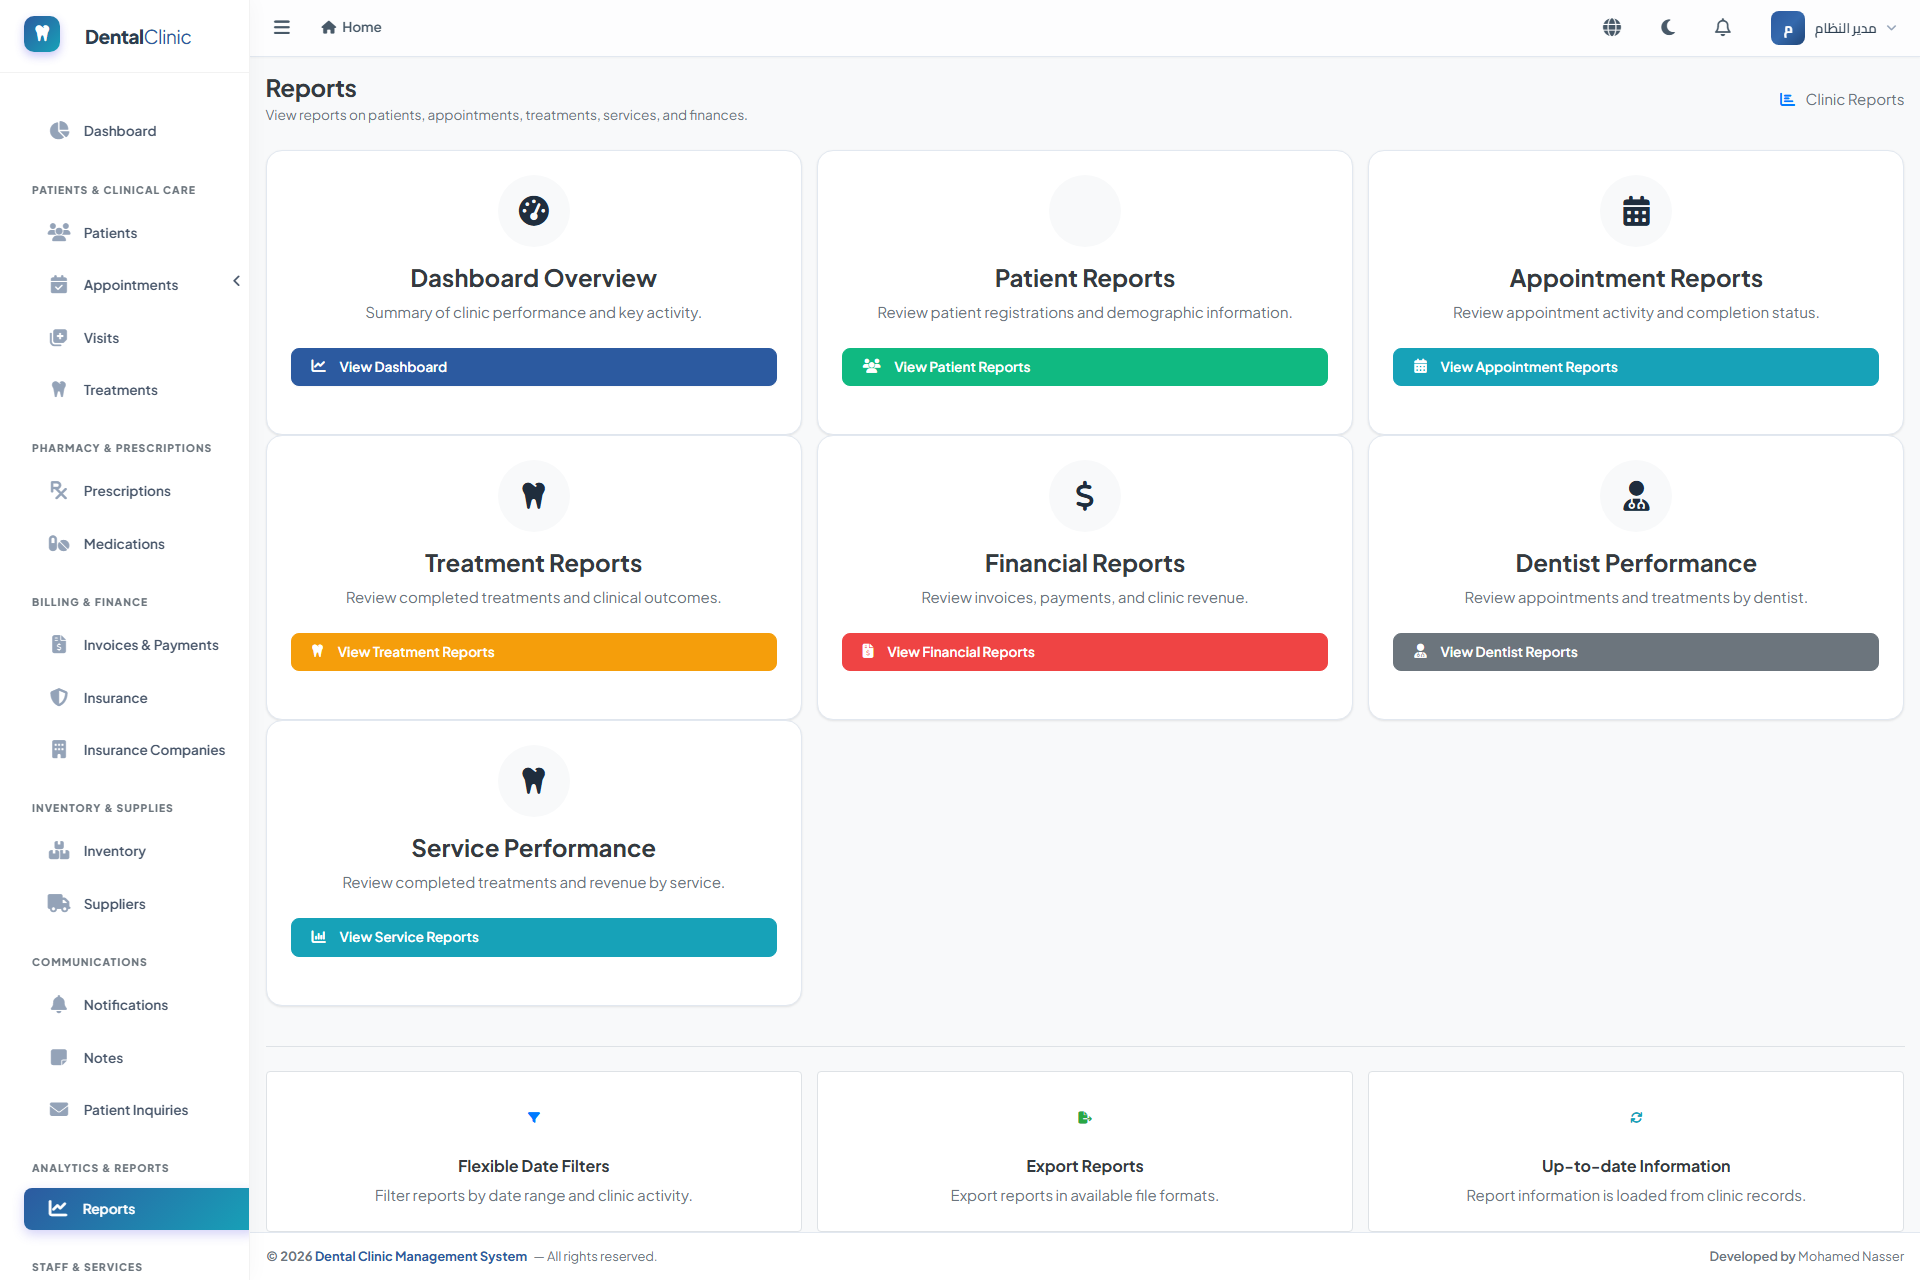 DentalClinic
Dashboard
PATIENTS & CLINICAL CARE
Patients
Appointments
Visits
Treatments
PHARMACY & PRESCRIPTIONS
Prescriptions
Medications
BILLING & FINANCE
Invoices & Payments
Insurance
Insurance Companies
INVENTORY & SUPPLIES
Inventory
Suppliers
COMMUNICATIONS
Notifications
Notes
Patient Inquiries
ANALYTICS & REPORTS
Reports
STAFF & SERVICES
Home
م
مدير النظام
Reports
View reports on patients, appointments, treatments, services, and finances.
Clinic Reports
Dashboard Overview
Summary of clinic performance and key activity.
View Dashboard
Patient Reports
Review patient registrations and demographic information.
View Patient Reports
Appointment Reports
Review appointment activity and completion status.
View Appointment Reports
Treatment Reports
Review completed treatments and clinical outcomes.
View Treatment Reports
Financial Reports
Review invoices, payments, and clinic revenue.
View Financial Reports
Dentist Performance
Review appointments and treatments by dentist.
View Dentist Reports
Service Performance
Review completed treatments and revenue by service.
View Service Reports
Flexible Date Filters
Filter reports by date range and clinic activity.
Export Reports
Export reports in available file formats.
Up-to-date Information
Report information is loaded from clinic records.
© 2026 Dental Clinic Management System — All rights reserved.
Developed by Mohamed Nasser